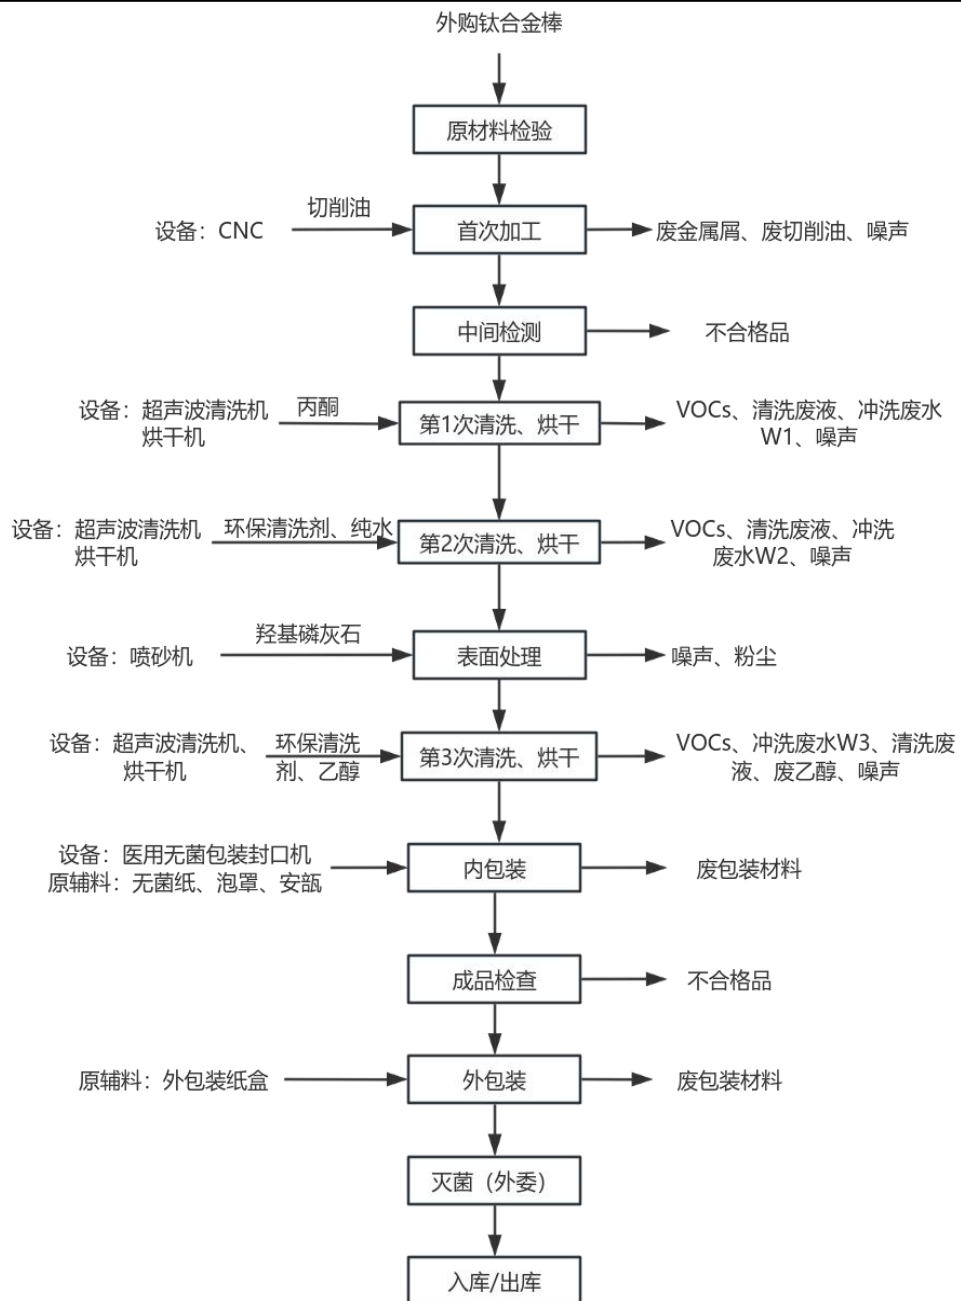 外购钛合金棒
原材料检验
切削油
设备：CNC
首次加工
废金属屑、废切削油、噪声
中间检测
不合格品
设备：超声波清洗机
烘干机
丙酮
第1次清洗、烘干
VOCs、清洗废液、冲洗废水
W1、噪声
设备：超声波清洗机
烘干机
环保清洗剂、纯水
第2次清洗、烘干
VOCs、清洗废液、冲洗
废水W2、噪声
羟基磷灰石
设备：喷砂机
表面处理
噪声、粉尘
设备：超声波清洗机、
烘干机
环保清洗
剂、乙醇
第3次清洗、烘干
VOCs、冲洗废水W3、清洗废
液、废乙醇、噪声
设备：医用无菌包装封口机
原辅料：无菌纸、泡罩、安瓿
内包装
废包装材料
成品检查
不合格品
原辅料：外包装纸盒
外包装
废包装材料
灭菌（外委）
入库/出库